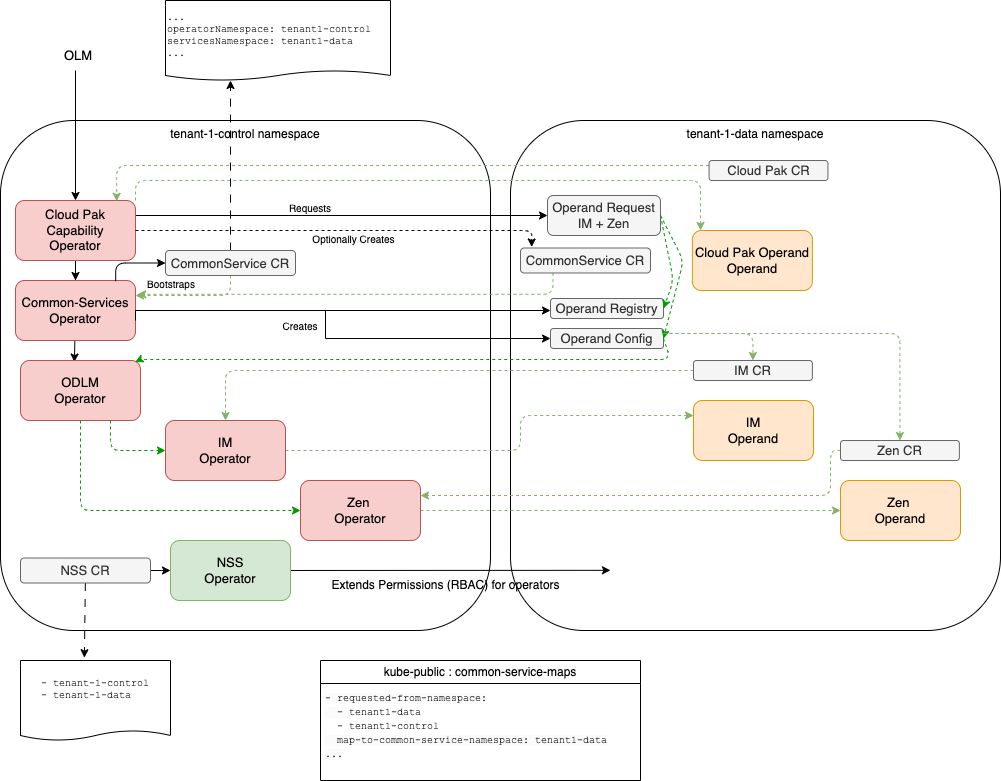 ...
operatorNamespace: tenant1-control
servicesNamespace: tenant1-data
...
OLM
tenant-1-control namespace
tenant-1-data namespace
Cloud Pak CR
Cloud Pak
Capability
Operator
Requests
Operand Request
IM + Zen
Optionally Creates
Cloud Pak Operand
Operand
CommonService CR
CommonService CR
Bootstraps
Common-Services
Operator
Operand Registry
Creates
Operand Config
ODLM
Operator
IM CR
IM
Operator
IM
Operand
Zen CR
Zen
Operator
Zen
Operand
NSS CR
NSS
Operator
Extends Permissions (RBAC) for operators
- tenant-1-control
- tenant-1-data
kube-public : common-service-maps
- requested-from-namespace:
- tenant1-data
- tenant1-control
map-to-common-service-namespace: tenant1-data
...